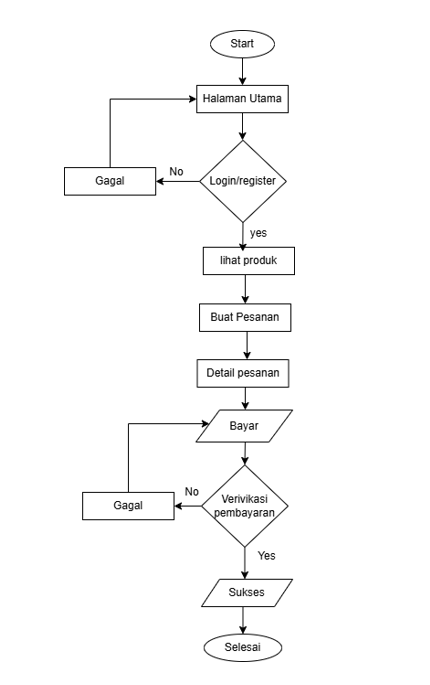 Start
Halaman Utama
Login/register
No
Gagal
yes
lihat produk
Buat Pesanan
Detail pesanan
Bayar
Verivikasi
pembayaran
No
Gagal
Yes
Sukses
Selesai